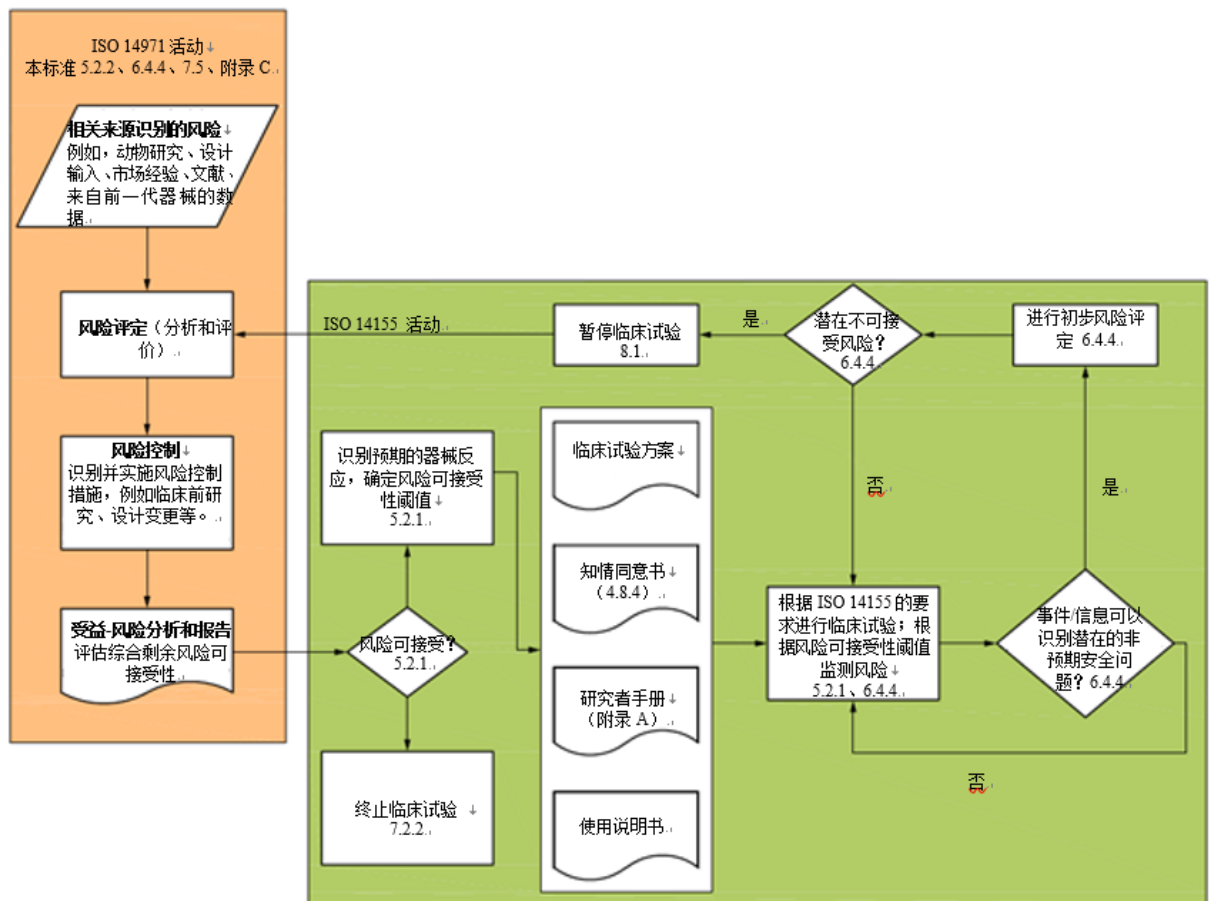 ISO 14971 活动↓
本标准 5.2.2、6.4.4、7.5、附录 C
相关来源识别的风险↓
例如，动物研究、设计
输入、市场经验、文献、
来自前一代器械的数
据
风险评定（分析和评
价）
风险控制↓
识别并实施风险控制
措施，例如临床前研
究、设计变更等。
受益-风险分析和报告
评估综合剩余风险可
接受性
ISO 14155 活动
暂停临床试验
8.1
是
潜在不可接
受风险？
6.4.4
进行初步风险评
定 6.4.4
识别预期的器械反
应，确定风险可接受
性阈值↓
5.2.1
风险可接受？
5.2.1
终止临床试验 ↓
7.2.2
临床试验方案↓
知情同意书↓
（4.8.4）
研究者手册↓
（附录 A）
使用说明书
否
是
根据 ISO 14155 的要
求进行临床试验；根
据风险可接受性阈值
监测风险↓
5.2.1、6.4.4
事件/信息可以
识别潜在的非
预期安全问
题？6.4.4
否